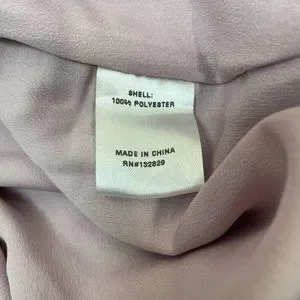 SHELL:
100% POLYESTER
MADE IN CHINA
RN#132629